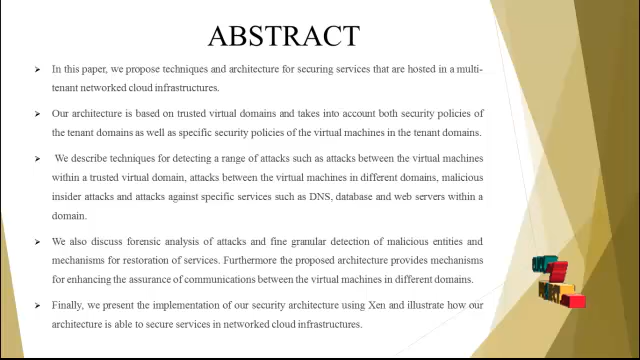 ABSTRACT
In this paper, we propose techniques and architecture for securing services that are hosted in a multi-
tenant networked cloud infrastructures.
Our architecture is based on trusted virtual domains and takes into account both security policies of
the tenant domains as well as specific security policies of the virtual machines in the tenant domains.
We describe techniques for detecting a range of attacks such as attacks between the virtual machines
within a trusted virtual domain, attacks between the virtual machines in different domains, malicious
insider attacks and attacks against specific services such as DNS, database and web servers within a
domain.
We also discuss forensic analysis of attacks and fine granular detection of malicious entities and
mechanisms for restoration of services. Furthermore the proposed architecture provides mechanisms
for enhancing the assurance of communications between the virtual machines in different domains.
Finally, we present the implementation of our security architecture using Xen and illustrate how our
architecture is able to secure services in networked cloud infrastructures.